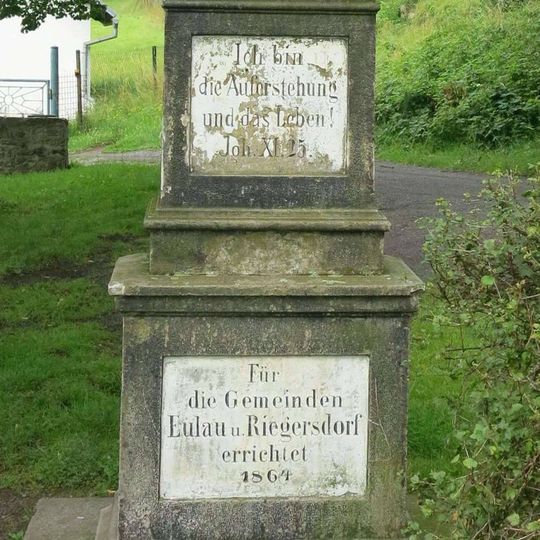 Ich bin
die Auferstehung
und das Leben!
Joh. XI. 25.
Für
die Gemeinden
Eulau u. Riegersdorf
errichtet
1864